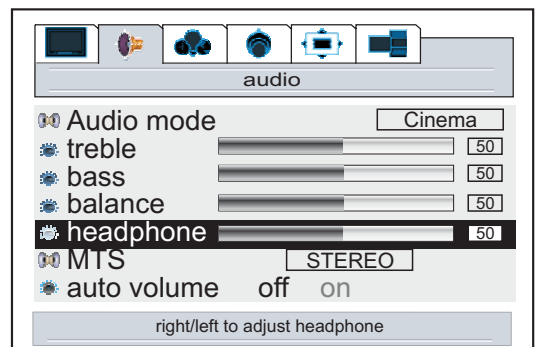 audio
Audio mode Cinema
treble 50
bass 50
balance 50
headphone 50
MTS STEREO
auto volume off on
right/left to adjust headphone